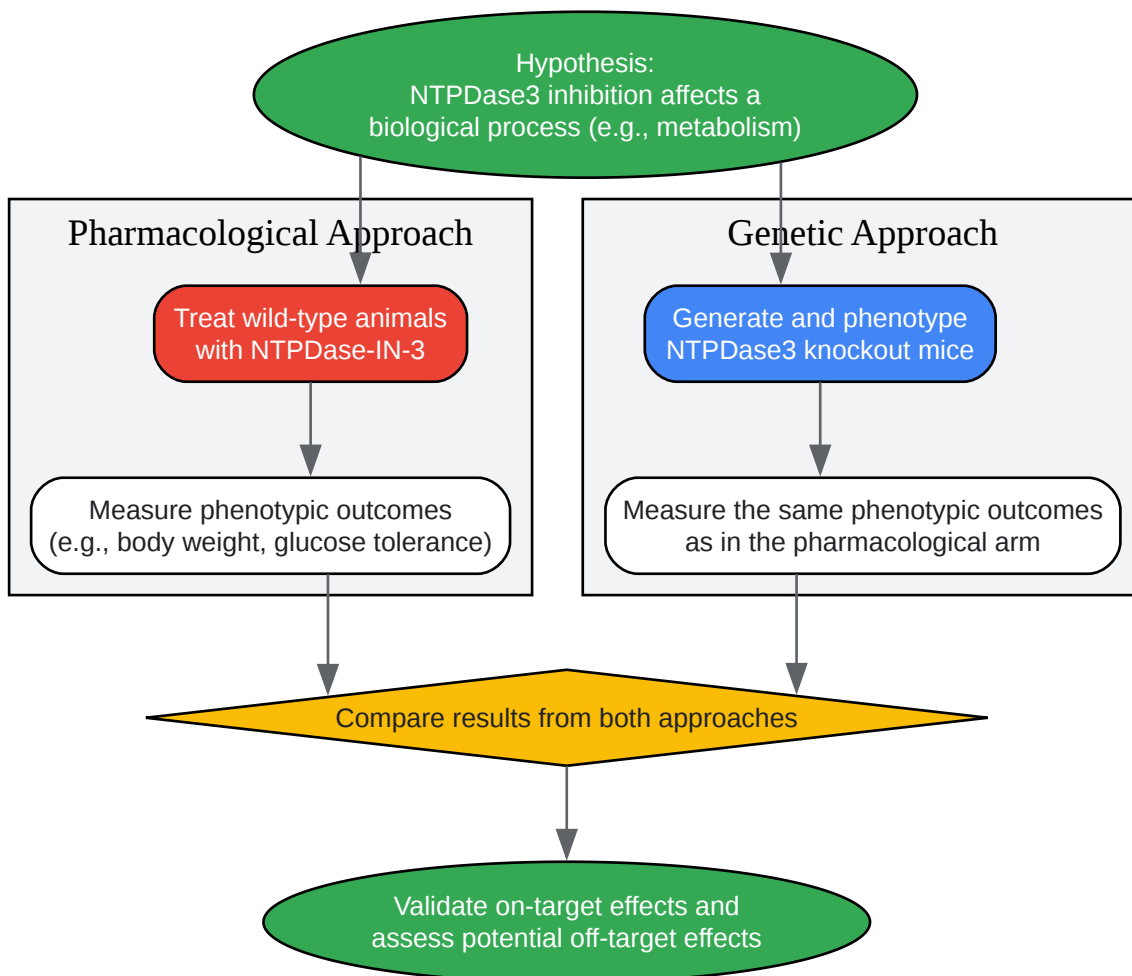 Hypothesis:
NTPDase3 inhibition affects a
biological process (e.g., metabolism)
Pharmacological Approach
Genetic Approach
Treat wild-type animals
with NTPDase-IN-3
Generate and phenotype
NTPDase3 knockout mice
Measure phenotypic outcomes
(e.g., body weight, glucose tolerance)
Measure the same phenotypic outcomes
as in the pharmacological arm
Compare results from both approaches
Validate on-target effects and
assess potential off-target effects